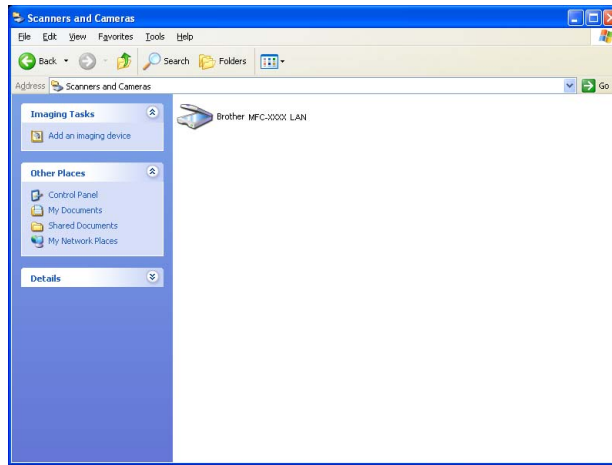 Scanners and Cameras
File Edit View Favorites Tools Help
Back Search Folders
Address Scanners and Cameras Go
Imaging Tasks
Add an imaging device
Other Places
Control Panel
My Documents
Shared Documents
My Network Places
Details
Brother MFC-XXXX LAN